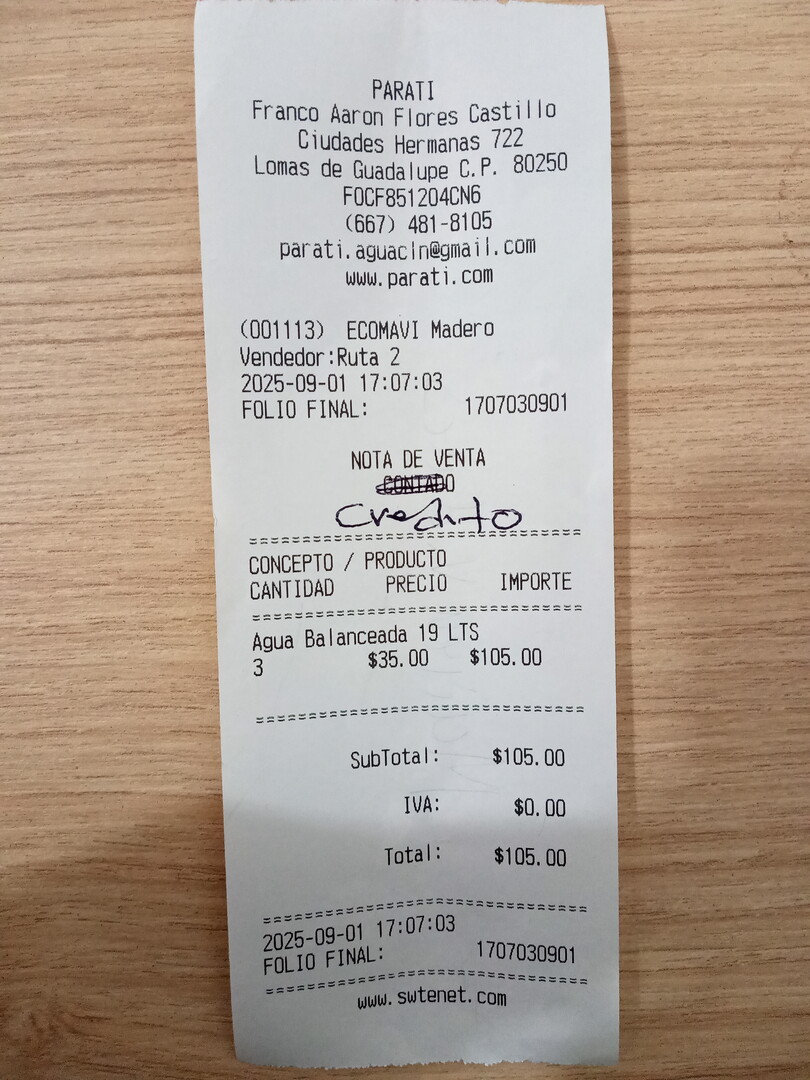 PARATI
Franco Aaron Flores Castillo
Ciudades Hermanas 722
Lomas de Guadalupe C.P. 80250
FOCF851204CN6
(667) 481-8105
parati.aguacln@gmail.com
www.parati.com
(001113) ECOMAVI Madero
Vendedor:Ruta 2
2025-09-01 17:07:03
FOLIO FINAL: 1707030901
NOTA DE VENTA
CONTADO
Credito
CONCEPTO / PRODUCTO
CANTIDAD PRECIO IMPORTE
Agua Balanceada 19 LTS
3 $35.00 $105.00
SubTotal: $105.00
IVA: $0.00
Total: $105.00
2025-09-01 17:07:03
FOLIO FINAL: 1707030901
www.swtenet.com